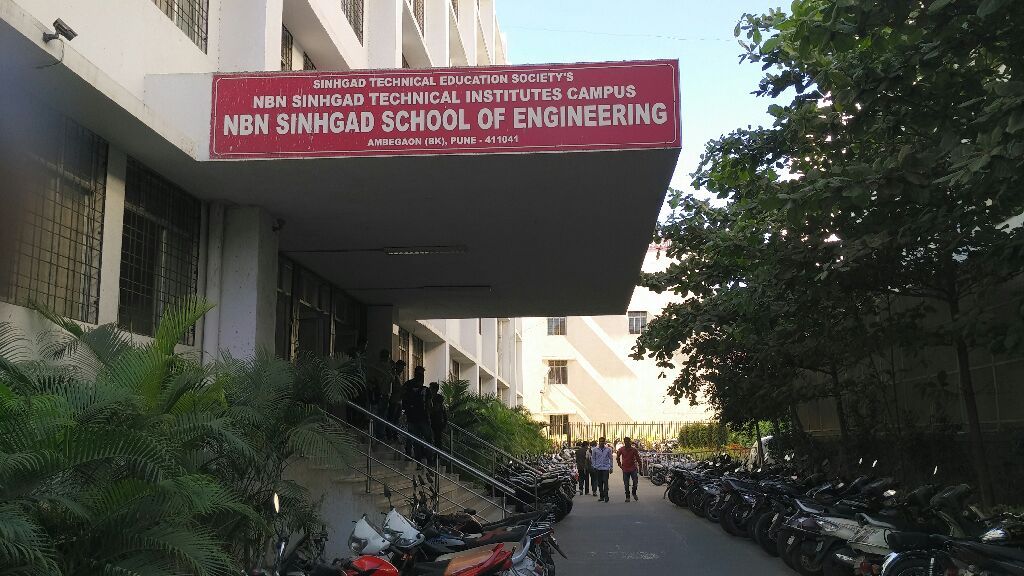 SINHGAD TECHNICAL EDUCATION SOCIETY'S
NBN SINHGAD TECHNICAL INSTITUTES CAMPUS
NBN SINHGAD SCHOOL OF ENGINEERING
AMBEGAON (BK), PUNE - 411041